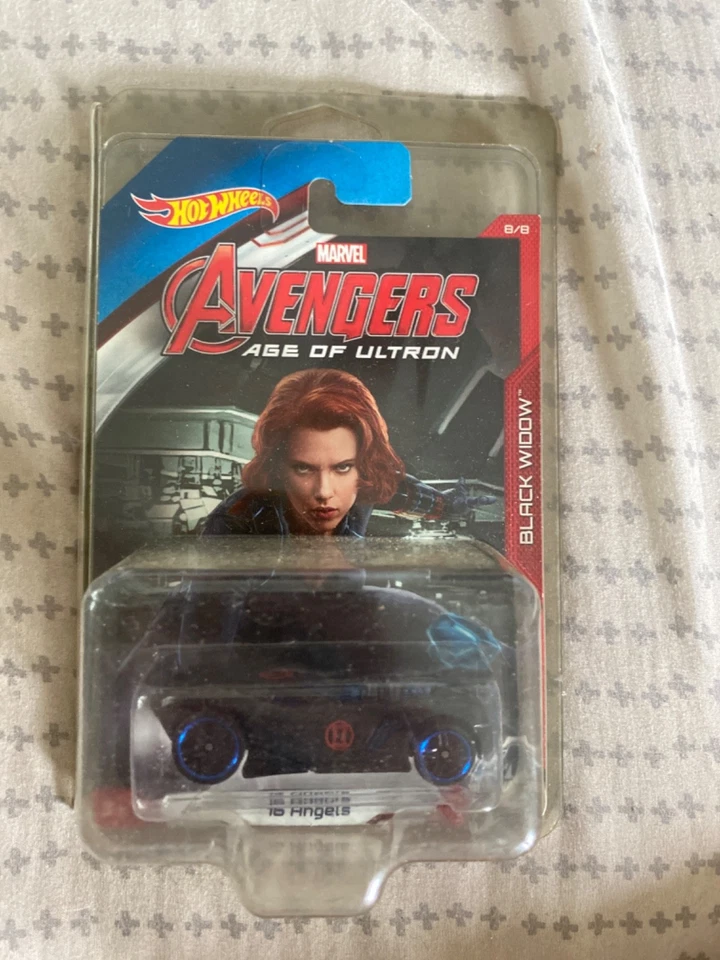 HOT WHEELS
8/8
MARVEL
AVENGERS
AGE OF ULTRON
BLACK WIDOW™
16 Angels